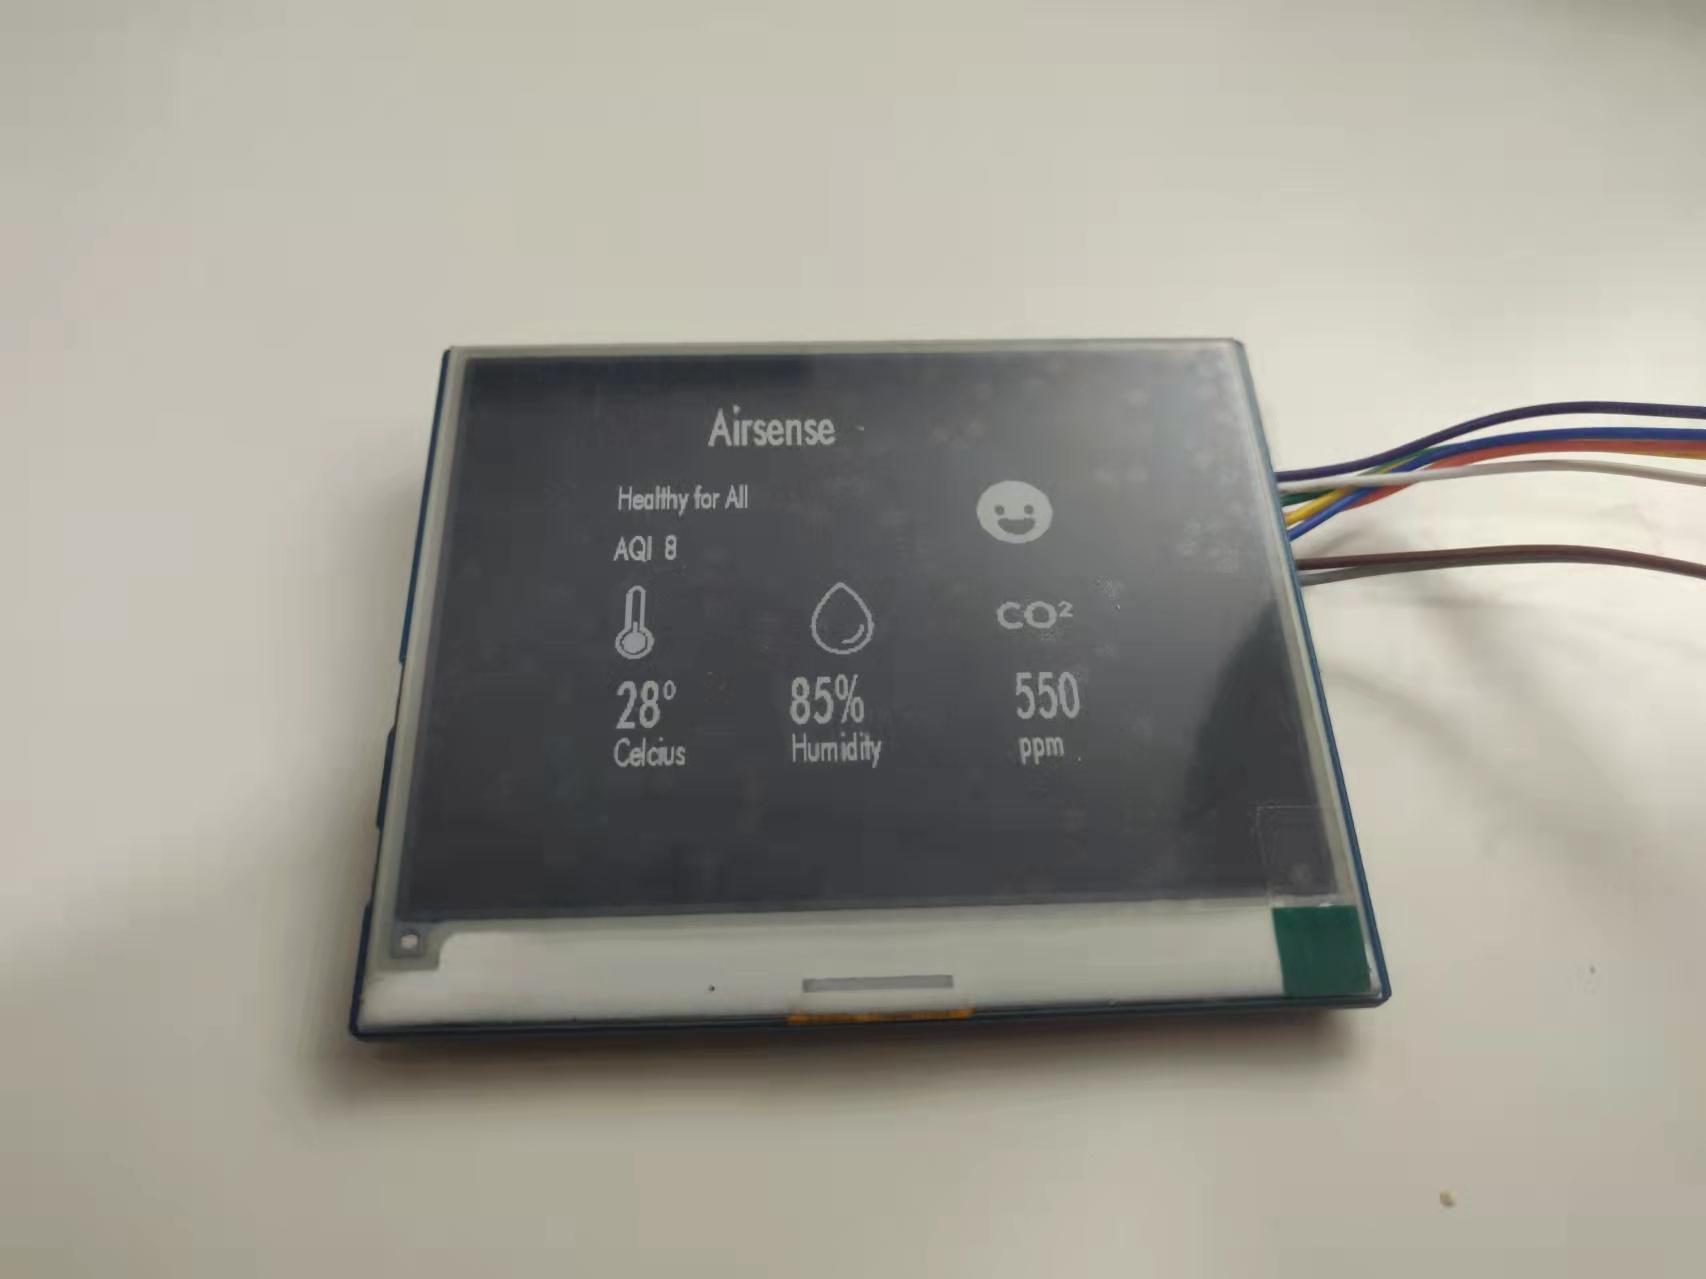 Airsense
Healthy for All
AQI 8
CO²
28° 85% 550
Celcius Humidity ppm